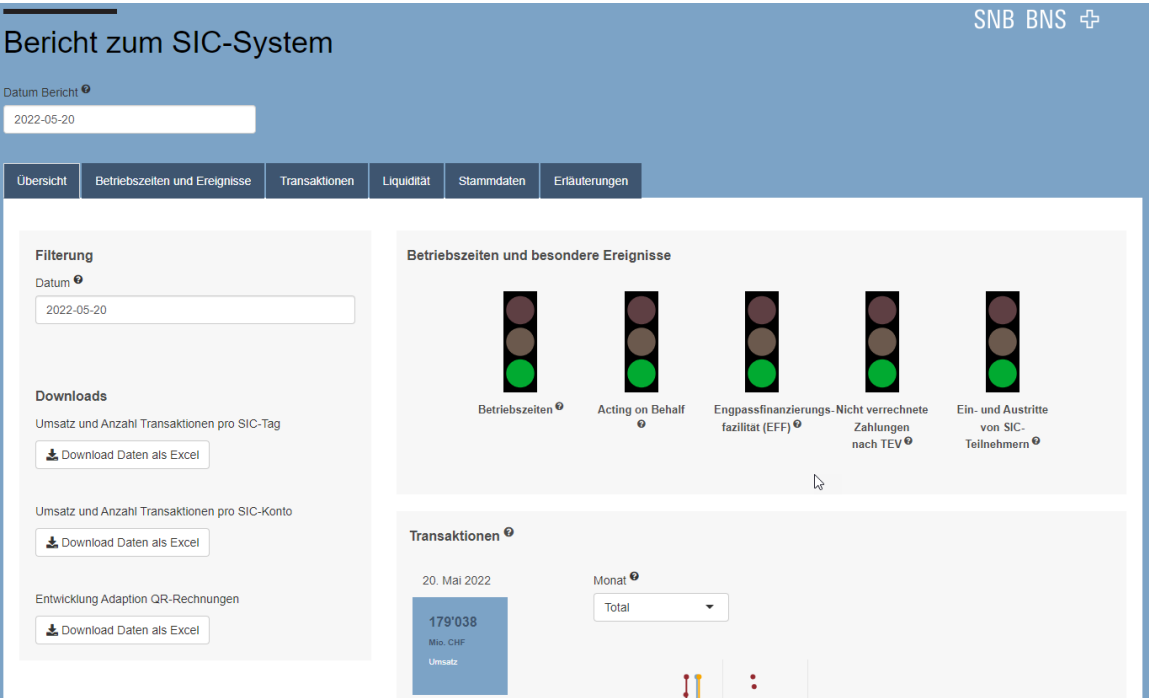 SNB BNS
Bericht zum SIC-System
Datum Bericht
2022-05-20
Übersicht
Betriebszeiten und Ereignisse
Transaktionen
Liquidität
Stammdaten
Erläuterungen
Filterung
Datum
2022-05-20
Downloads
Umsatz und Anzahl Transaktionen pro SIC-Tag
Download Daten als Excel
Umsatz und Anzahl Transaktionen pro SIC-Konto
Download Daten als Excel
Entwicklung Adaption QR-Rechnungen
Download Daten als Excel
Betriebszeiten und besondere Ereignisse
Betriebszeiten
Acting on Behalf
Engpassfinanzierungs-
fazilität (EFF)
Nicht verrechnete
Zahlungen
nach TEV
Ein- und Austritte
von SIC-
Teilnehmern
Transaktionen
20. Mai 2022
179'038
Mio. CHF
Umsatz
Monat
Total